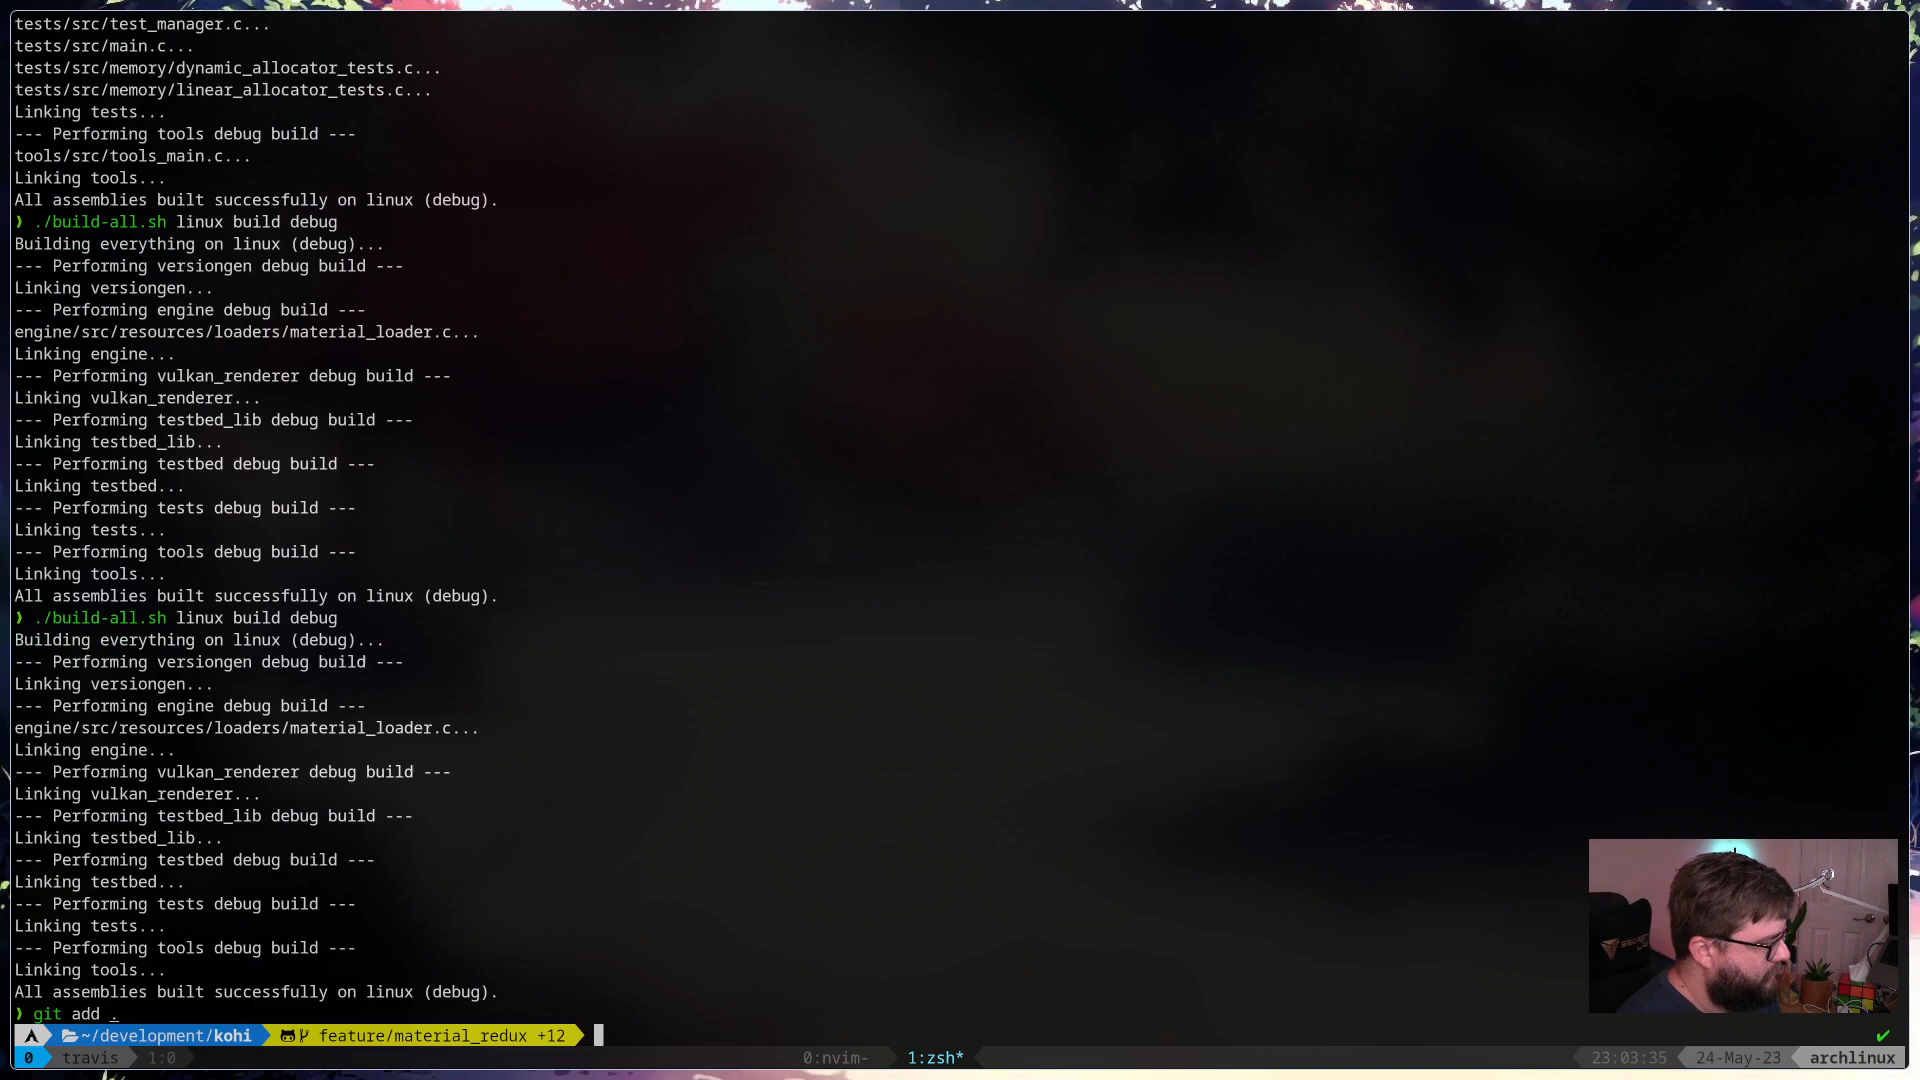 tests/src/test_manager.c...
tests/src/main.c...
tests/src/memory/dynamic_allocator_tests.c...
tests/src/memory/linear_allocator_tests.c...
Linking tests...
--- Performing tools debug build ---
tools/src/tools_main.c...
Linking tools...
All assemblies built successfully on linux (debug).
❯ ./build-all.sh linux build debug
Building everything on linux (debug)...
--- Performing versiongen debug build ---
Linking versiongen...
--- Performing engine debug build ---
engine/src/resources/loaders/material_loader.c...
Linking engine...
--- Performing vulkan_renderer debug build ---
Linking vulkan_renderer...
--- Performing testbed_lib debug build ---
Linking testbed_lib...
--- Performing testbed debug build ---
Linking testbed...
--- Performing tests debug build ---
Linking tests...
--- Performing tools debug build ---
Linking tools...
All assemblies built successfully on linux (debug).
❯ ./build-all.sh linux build debug
Building everything on linux (debug)...
--- Performing versiongen debug build ---
Linking versiongen...
--- Performing engine debug build ---
engine/src/resources/loaders/material_loader.c...
Linking engine...
--- Performing vulkan_renderer debug build ---
Linking vulkan_renderer...
--- Performing testbed_lib debug build ---
Linking testbed_lib...
--- Performing testbed debug build ---
Linking testbed...
--- Performing tests debug build ---
Linking tests...
--- Performing tools debug build ---
Linking tools...
All assemblies built successfully on linux (debug).
❯ git add .
~/development/kohi feature/material_redux +12 ✔
0 travis 1:0 0:nvim- 1:zsh* 23:03:35 24-May-23 archlinux